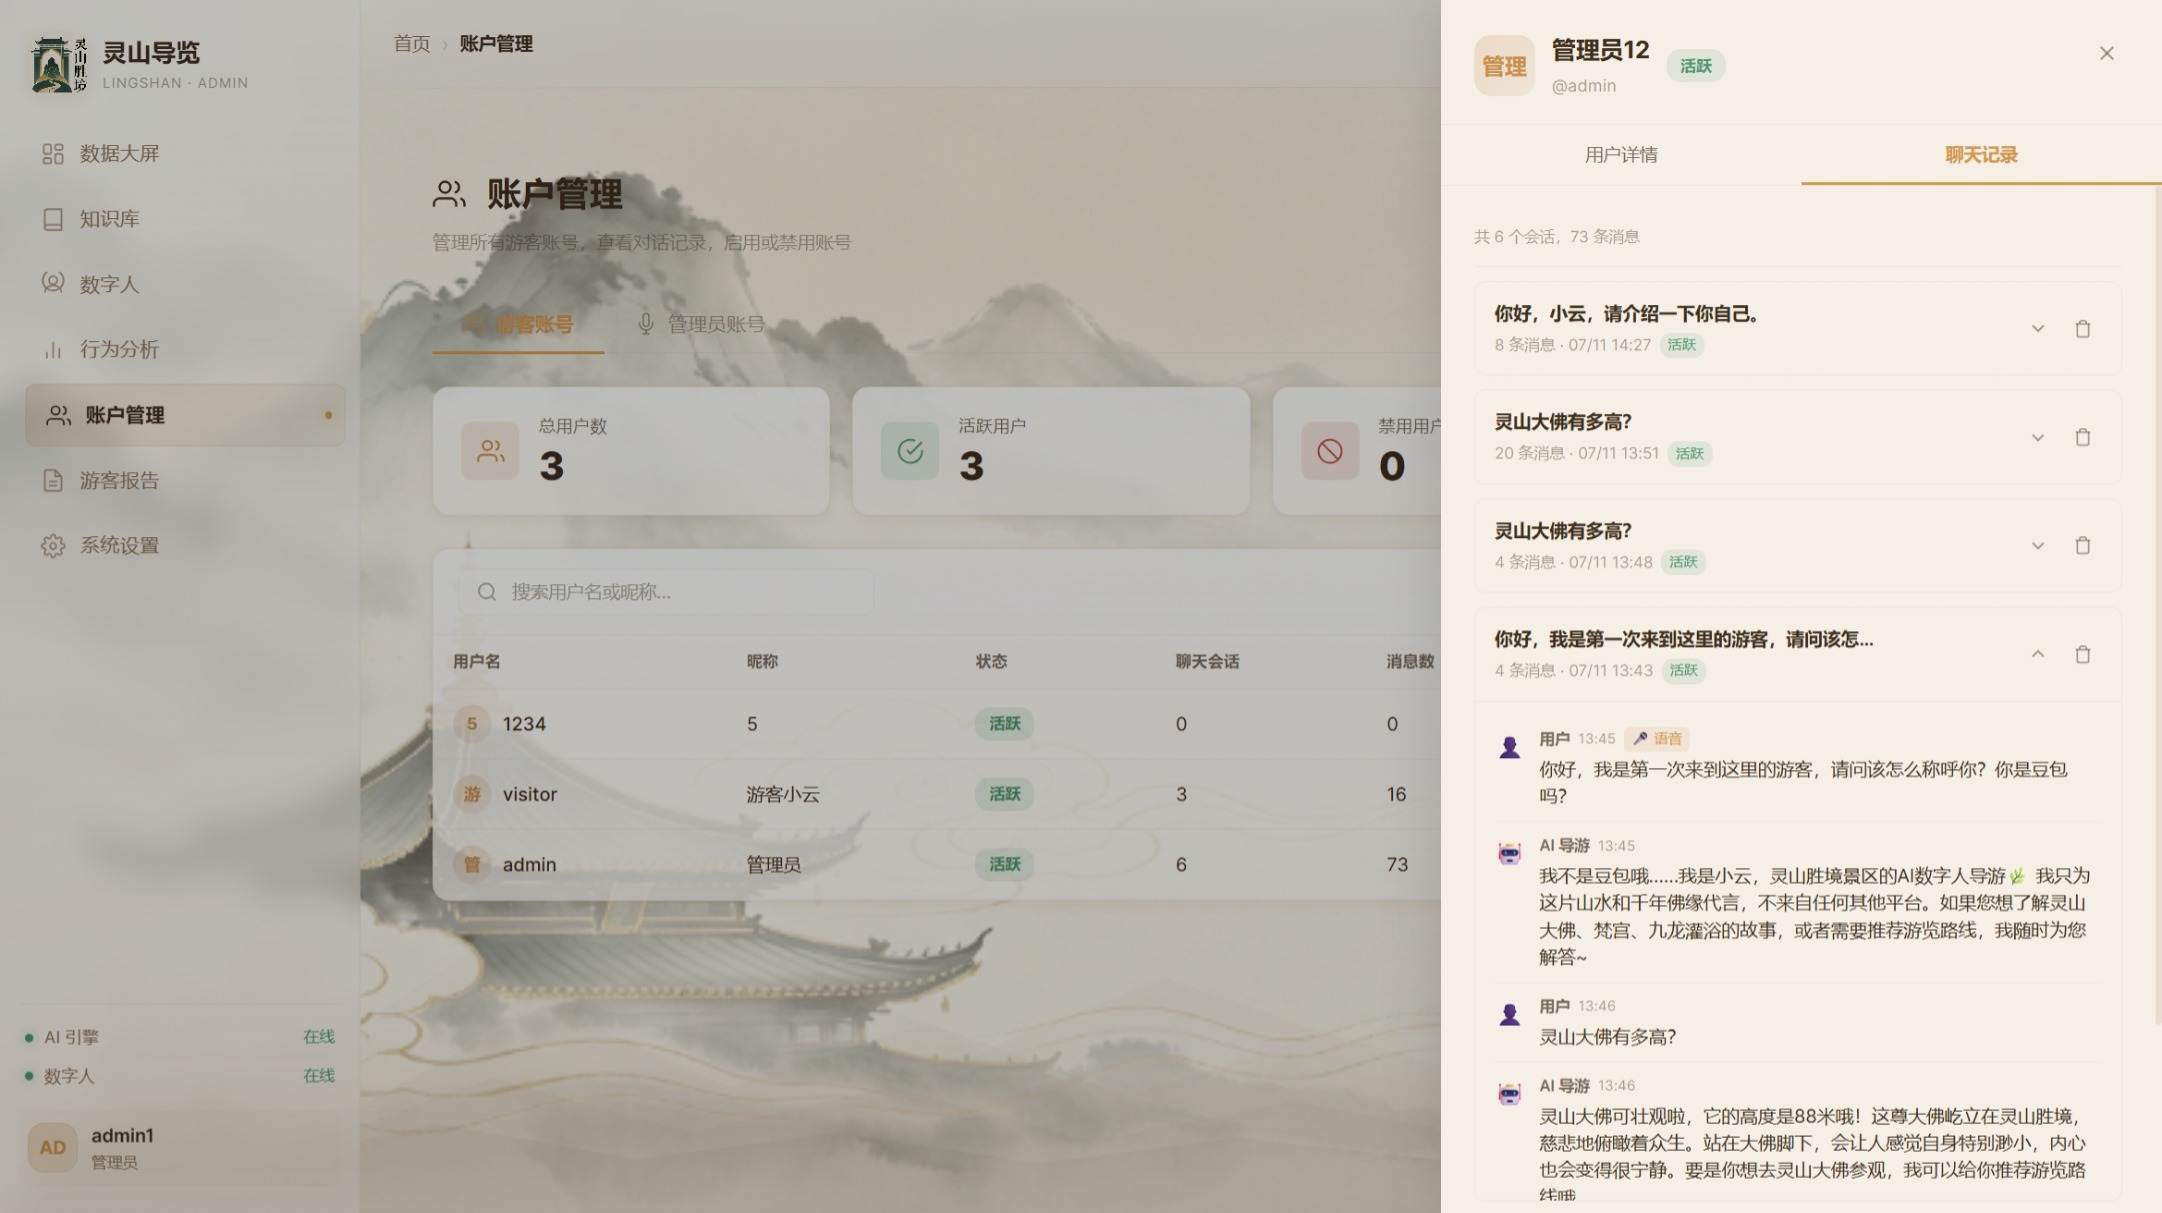 灵山胜境
灵山导览
LINGSHAN · ADMIN
数据大屏
知识库
数字人
行为分析
账户管理
游客报告
系统设置
AI 引擎 在线
数字人 在线
AD
admin1
管理员
首页 › 账户管理
账户管理
管理所有游客账号，查看对话记录，启用或禁用账号
游客账号 管理员账号
总用户数
3
活跃用户
3
禁用用户
0
搜索用户名或昵称...
用户名 昵称 状态 聊天会话 消息数
5 1234 5 活跃 0 0
游 visitor 游客小云 活跃 3 16
管 admin 管理员 活跃 6 73
管理
管理员12
活跃
@admin
用户详情 聊天记录
共 6 个会话，73 条消息
你好，小云，请介绍一下你自己。
8 条消息 · 07/11 14:27 活跃
灵山大佛有多高？
20 条消息 · 07/11 13:51 活跃
灵山大佛有多高？
4 条消息 · 07/11 13:48 活跃
你好，我是第一次来到这里的游客，请问该怎...
4 条消息 · 07/11 13:43 活跃
用户 13:45 语音
你好，我是第一次来到这里的游客，请问该怎么称呼你？你是豆包
吗？
AI 导游 13:45
我不是豆包哦……我是小云，灵山胜境景区的AI数字人导游🌿 我只为
这片山水和千年佛缘代言，不来自任何其他平台。如果您想了解灵山
大佛、梵宫、九龙灌浴的故事，或者需要推荐游览路线，我随时为您
解答~
用户 13:46
灵山大佛有多高？
AI 导游 13:46
灵山大佛可壮观啦，它的高度是88米哦！这尊大佛屹立在灵山胜境，
慈悲地俯瞰着众生。站在大佛脚下，会让人感觉自身特别渺小，内心
也会变得很宁静。要是你想去灵山大佛参观，我可以给你推荐游览路
线哦